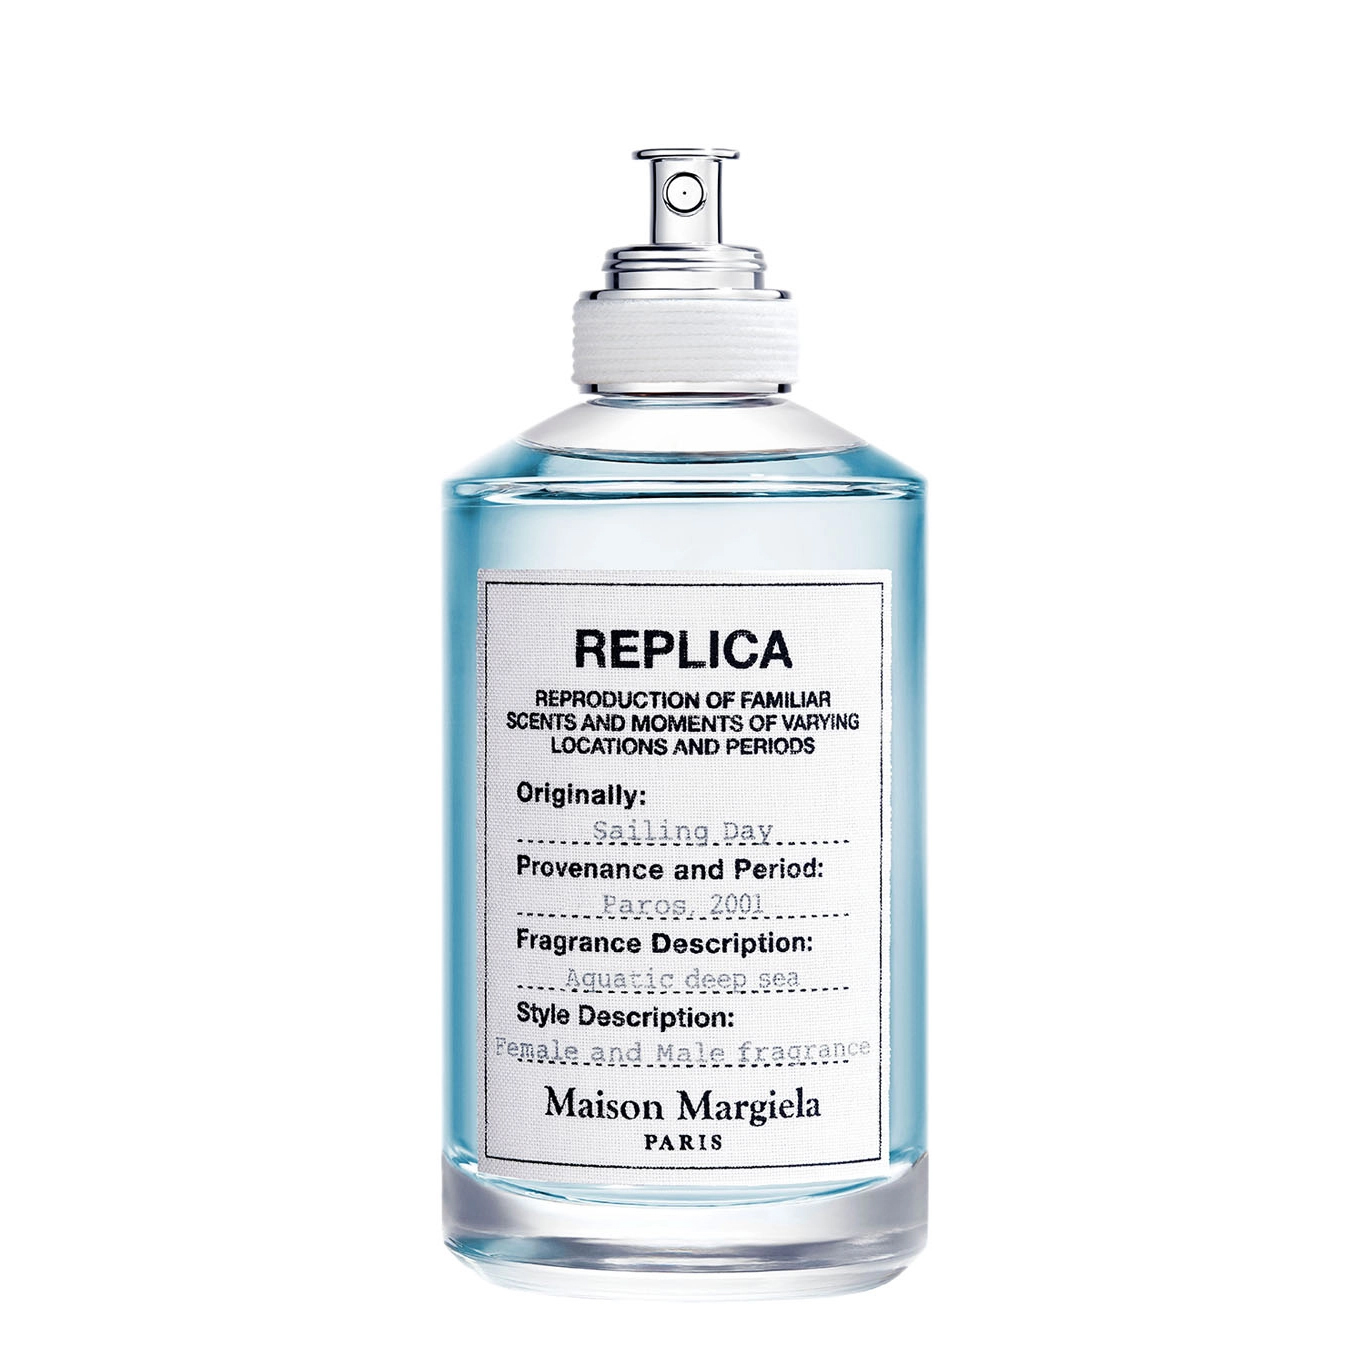 REPLICA
REPRODUCTION OF FAMILIAR
SCENTS AND MOMENTS OF VARYING
LOCATIONS AND PERIODS
Originally:
Sailing Day
Provenance and Period:
Paros, 2001
Fragrance Description:
Aquatic deep sea
Style Description:
Female and Male fragrance
Maison Margiela
PARIS